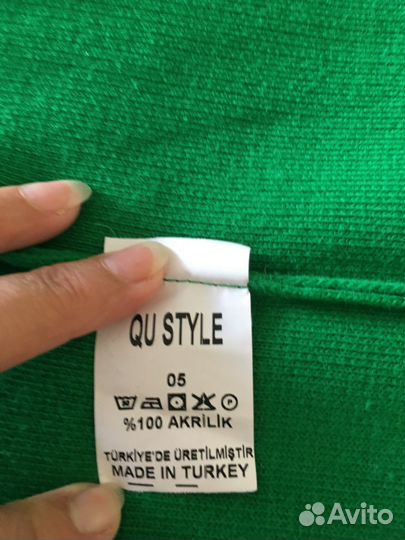 QU STYLE
05
%100 AKRİLİK
TÜRKİYE'DE ÜRETİLMİŞTİR
MADE IN TURKEY
Avito